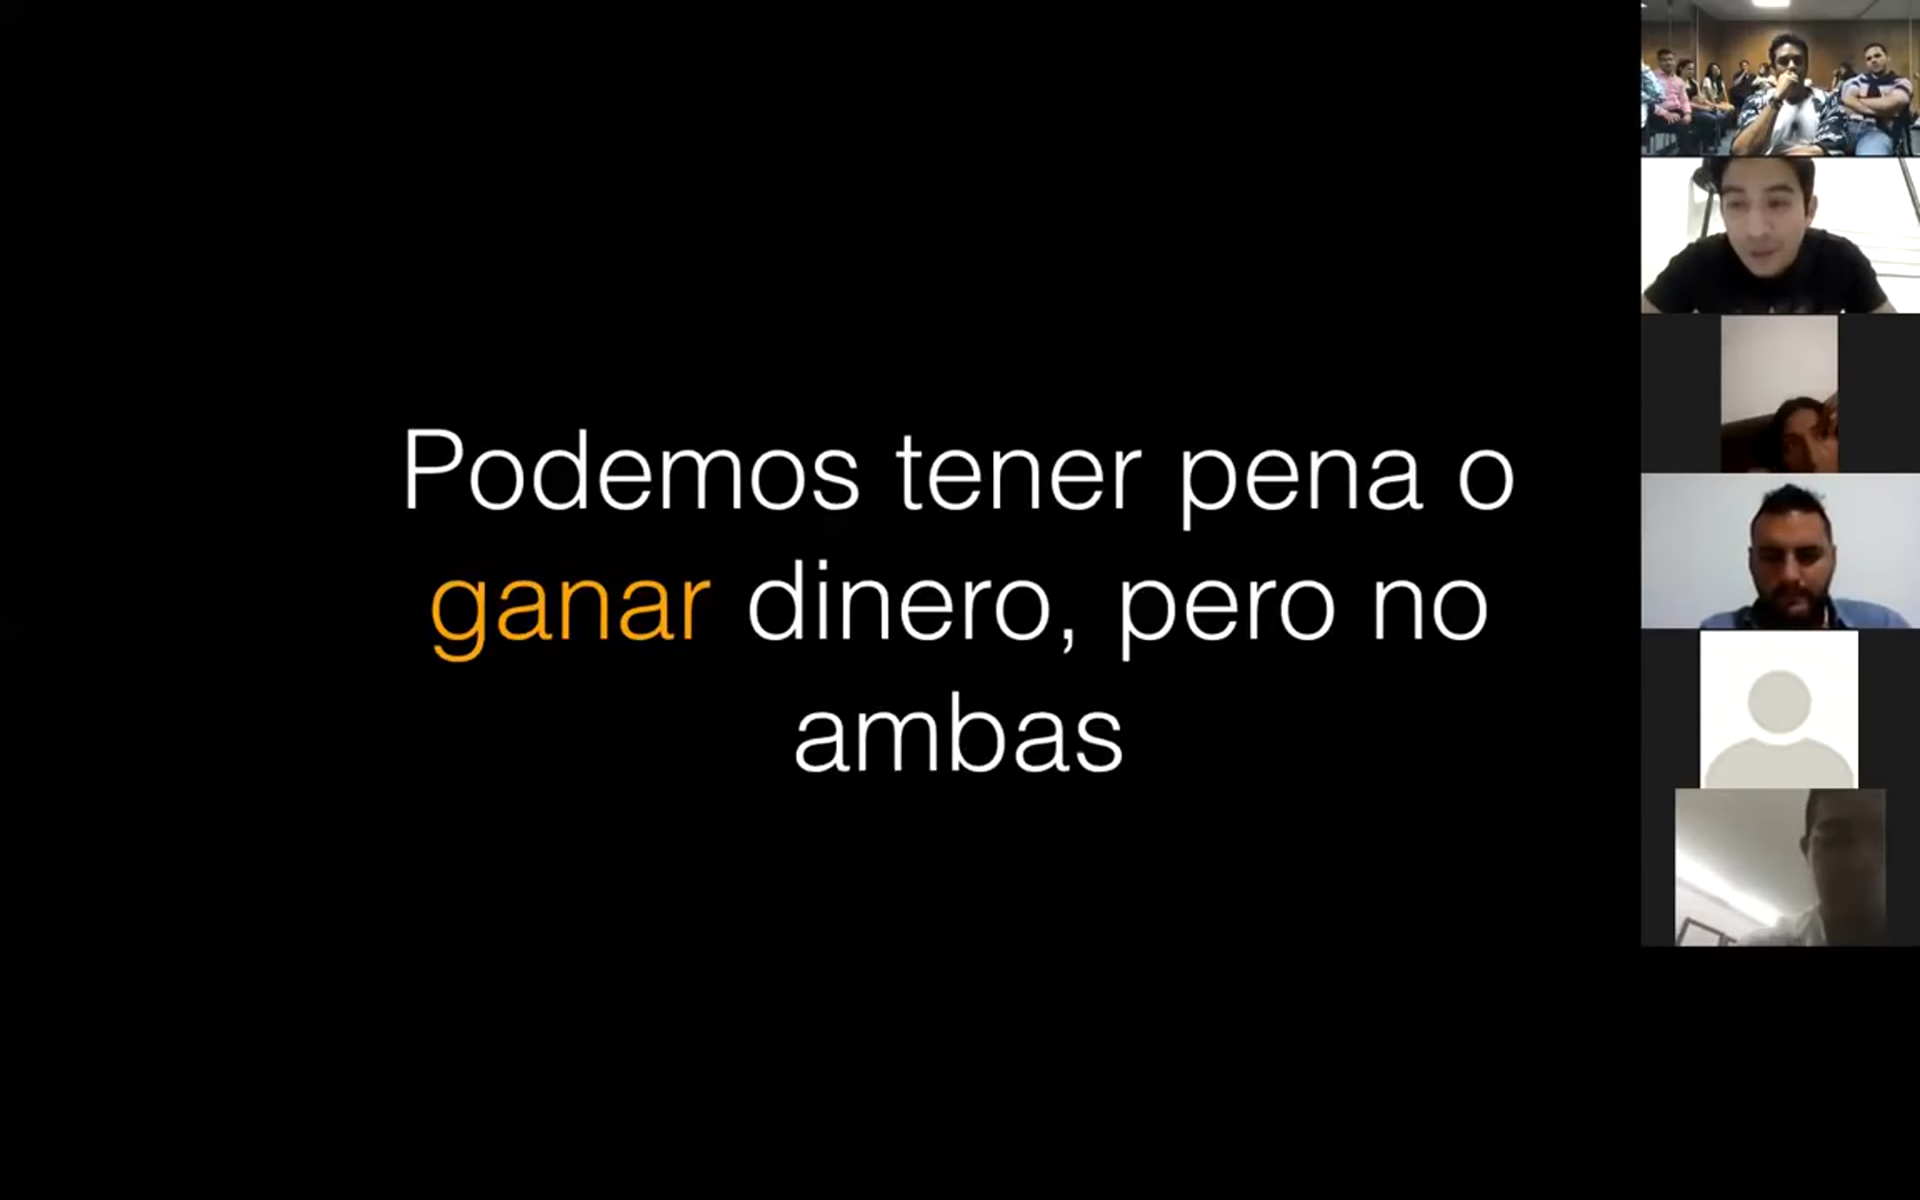 Podemos tener pena o
ganar dinero, pero no
ambas